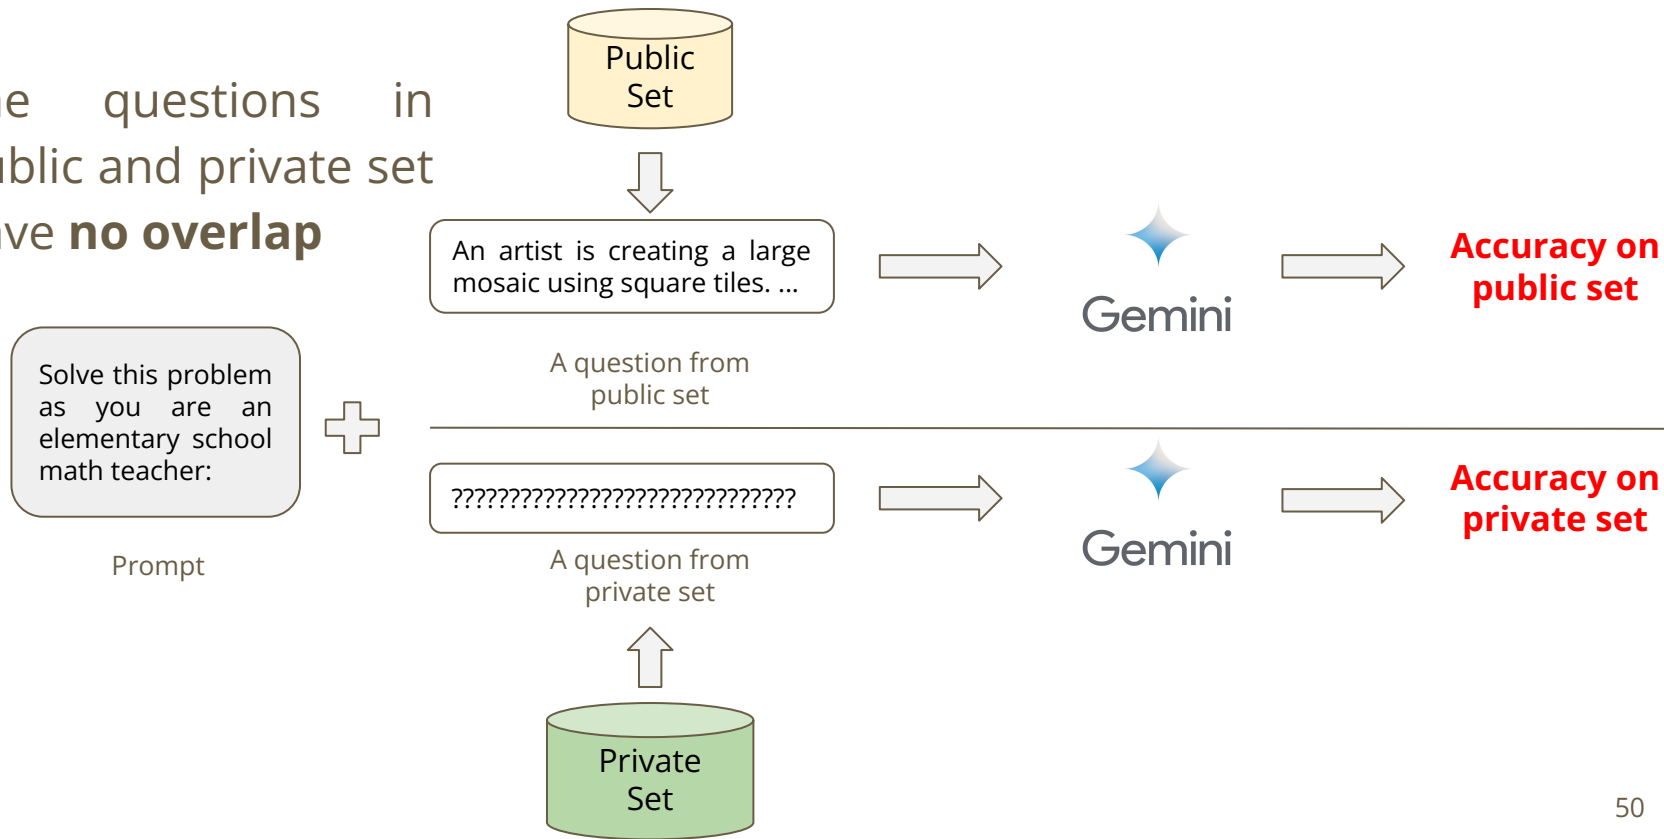 Public
Set
questions in
and private set
no overlap
An artist is creating a large
mosaic using square tiles. ...
Gemini
Accuracy on
public set
A question from
public set
Solve this problem
as you are an
elementary school
math teacher:
Prompt
??????????????????????????????
A question from
private set
Gemini
Accuracy on
private set
Private
Set
50